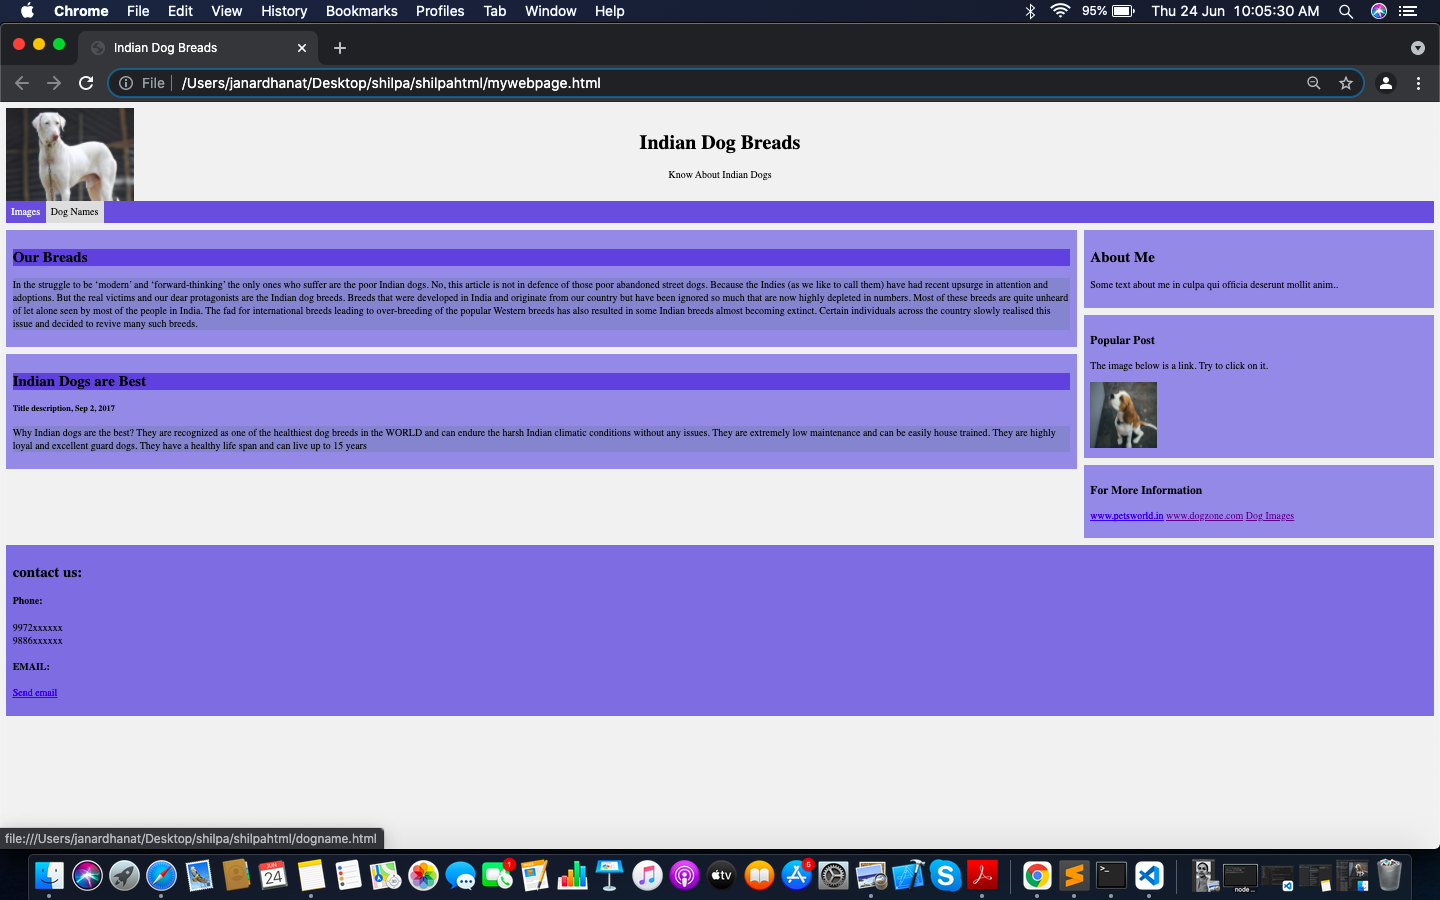 Chrome File Edit View History Bookmarks Profiles Tab Window Help 95% Thu 24 Jun 10:05:30 AM
Indian Dog Breads
File /Users/janardhanat/Desktop/shilpa/shilpahtml/mywebpage.html
Indian Dog Breads
Know About Indian Dogs
Images Dog Names
Our Breads
In the struggle to be ‘modern’ and ‘forward-thinking’ the only ones who suffer are the poor Indian dogs. No, this article is not in defence of those poor abandoned street dogs. Because the Indies (as we like to call them) have had recent upsurge in attention and
adoptions. But the real victims and our dear protagonists are the Indian dog breeds. Breeds that were developed in India and originate from our country but have been ignored so much that are now highly depleted in numbers. Most of these breeds are quite unheard
of let alone seen by most of the people in India. The fad for international breeds leading to over-breeding of the popular Western breeds has also resulted in some Indian breeds almost becoming extinct. Certain individuals across the country slowly realised this
issue and decided to revive many such breeds.
Indian Dogs are Best
Title description, Sep 2, 2017
Why Indian dogs are the best? They are recognized as one of the healthiest dog breeds in the WORLD and can endure the harsh Indian climatic conditions without any issues. They are extremely low maintenance and can be easily house trained. They are highly
loyal and excellent guard dogs. They have a healthy life span and can live up to 15 years
About Me
Some text about me in culpa qui officia deserunt mollit anim..
Popular Post
The image below is a link. Try to click on it.
For More Information
www.petsworld.in www.dogzone.com Dog Images
contact us:
Phone:
9972xxxxxx
9886xxxxxx
EMAIL:
Send email
file:///Users/janardhanat/Desktop/shilpa/shilpahtml/dogname.html
JUN
24
1
tv
6
node ...